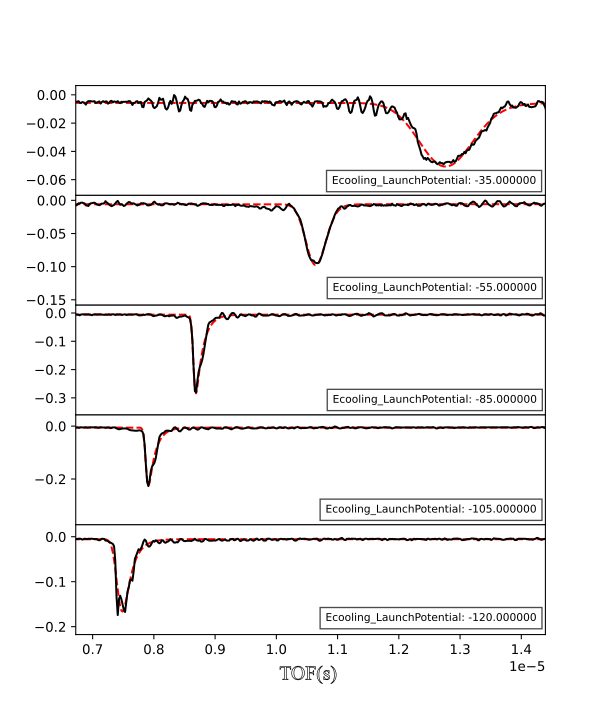 0.00
−0.02
−0.04
−0.06
Ecooling_LaunchPotential: -35.000000
0.00
−0.05
−0.10
−0.15
Ecooling_LaunchPotential: -55.000000
0.0
−0.1
−0.2
−0.3
Ecooling_LaunchPotential: -85.000000
0.0
−0.2
Ecooling_LaunchPotential: -105.000000
0.0
−0.1
−0.2
Ecooling_LaunchPotential: -120.000000
0.7 0.8 0.9 1.0 1.1 1.2 1.3 1.4
1e−5
TOF(s)